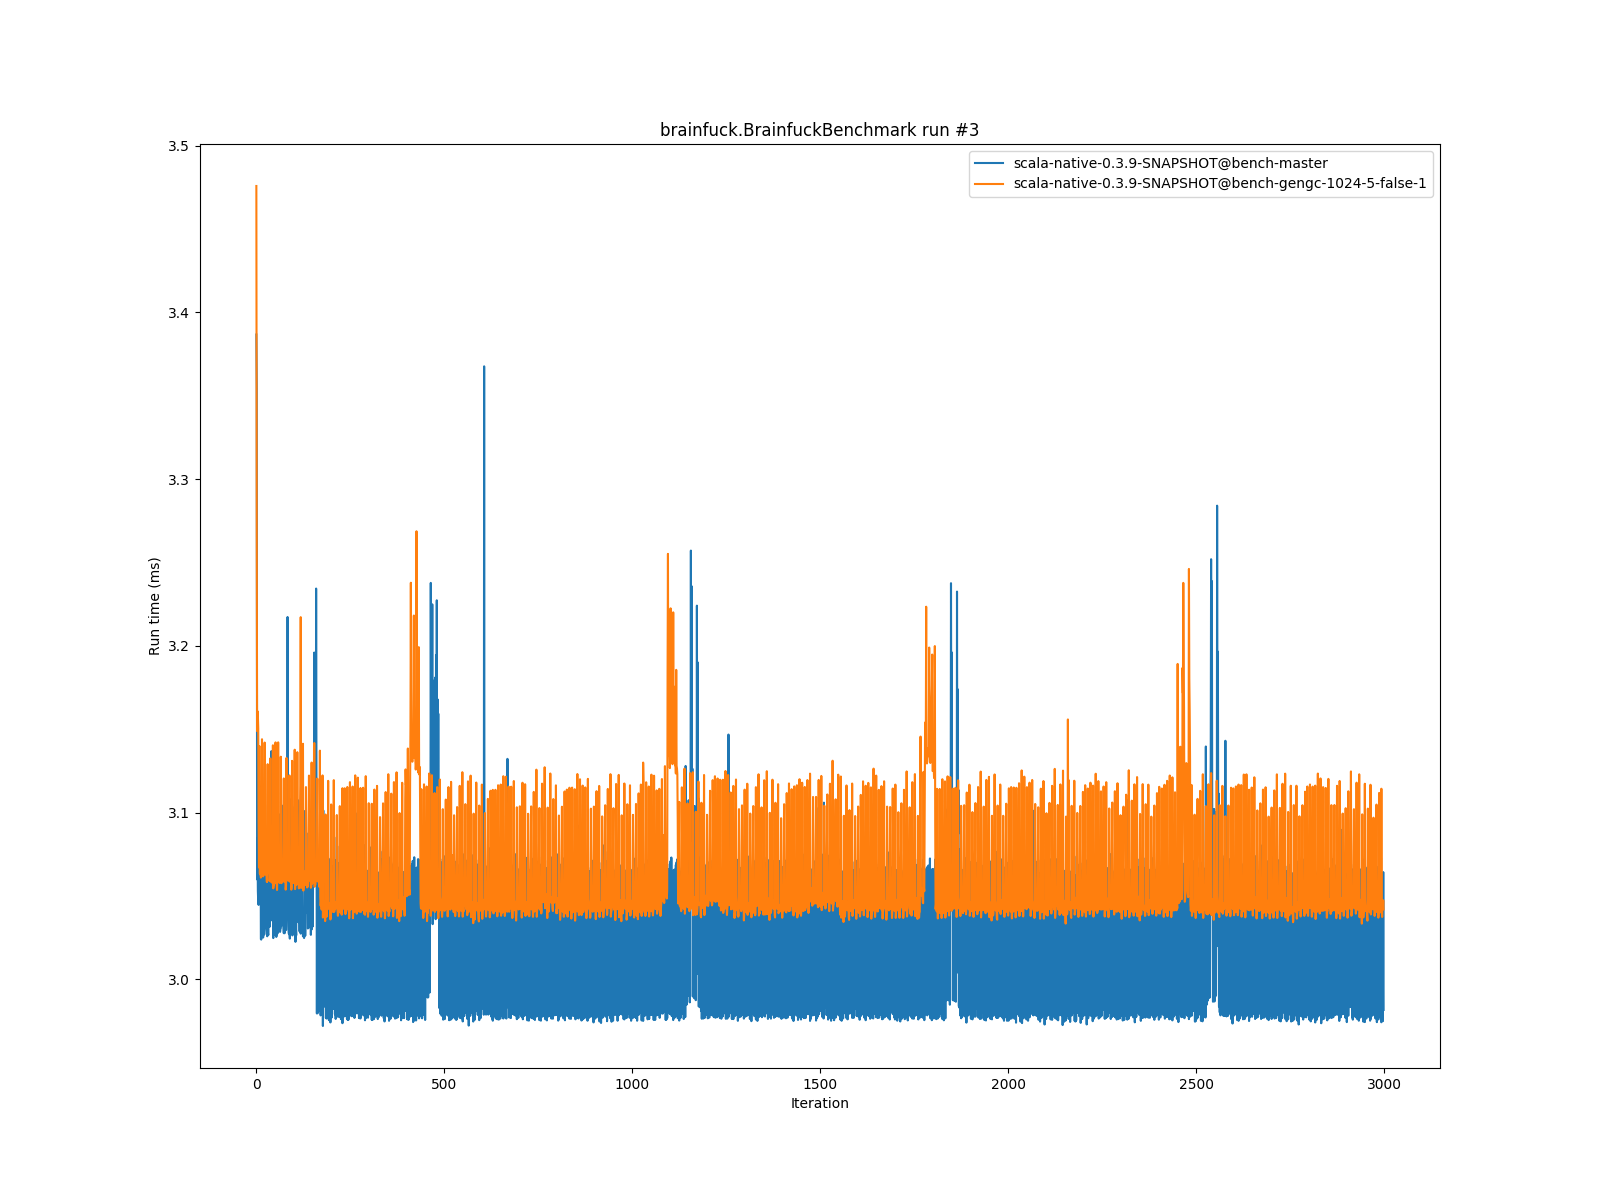 brainfuck.BrainfuckBenchmark run #3
scala-native-0.3.9-SNAPSHOT@bench-master
scala-native-0.3.9-SNAPSHOT@bench-gengc-1024-5-false-1
3.5
3.4
3.3
3.2
3.1
3.0
Run time (ms)
0
500
1000
1500
2000
2500
3000
Iteration